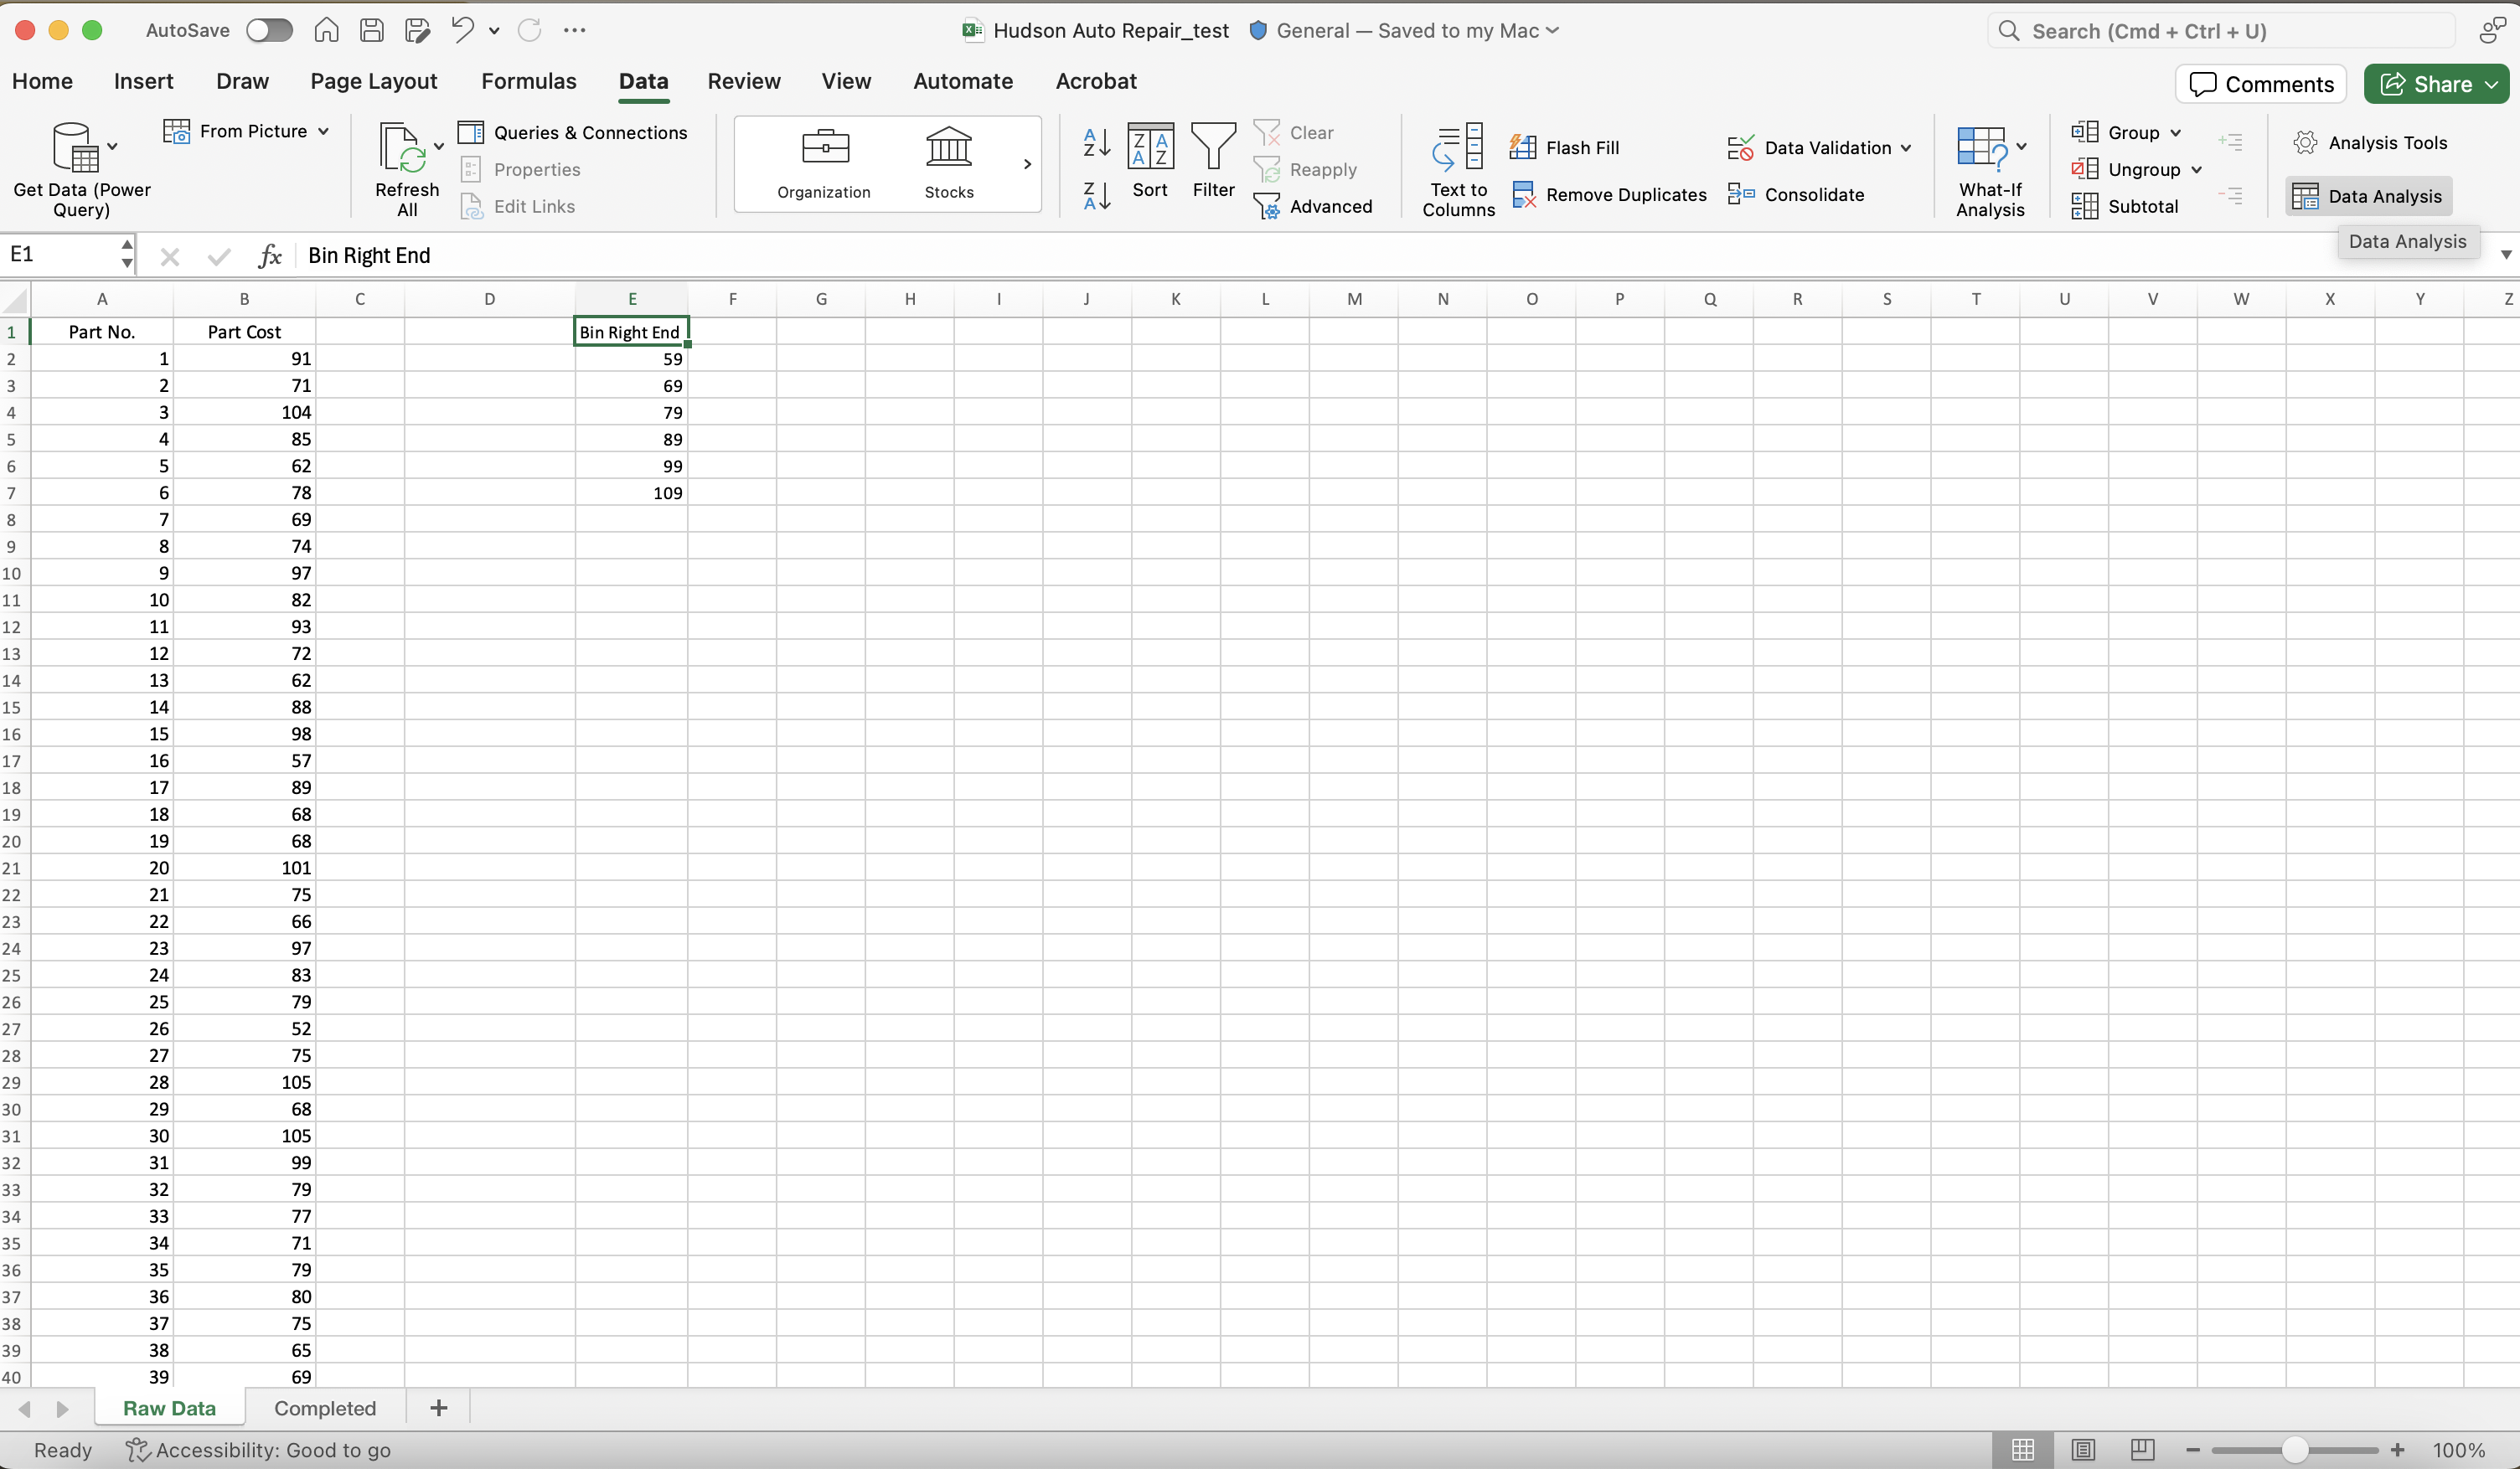 AutoSave Hudson Auto Repair_test General — Saved to my Mac Search (Cmd + Ctrl + U)
Home Insert Draw Page Layout Formulas Data Review View Automate Acrobat Comments Share
Get Data (Power Query)
From Picture
Refresh All
Queries & Connections
Properties
Edit Links
Organization
Stocks
Sort
Filter
Clear
Reapply
Advanced
Text to Columns
Flash Fill
Remove Duplicates
Data Validation
Consolidate
What-If Analysis
Group
Ungroup
Subtotal
Analysis Tools
Data Analysis
Data Analysis
E1 fx Bin Right End
A B C D E F G H I J K L M N O P Q R S T U V W X Y Z
1 Part No. Part Cost Bin Right End
2 1 91 59
3 2 71 69
4 3 104 79
5 4 85 89
6 5 62 99
7 6 78 109
8 7 69
9 8 74
10 9 97
11 10 82
12 11 93
13 12 72
14 13 62
15 14 88
16 15 98
17 16 57
18 17 89
19 18 68
20 19 68
21 20 101
22 21 75
23 22 66
24 23 97
25 24 83
26 25 79
27 26 52
28 27 75
29 28 105
30 29 68
31 30 105
32 31 99
33 32 79
34 33 77
35 34 71
36 35 79
37 36 80
38 37 75
39 38 65
40 39 69
Raw Data Completed +
Ready Accessibility: Good to go 100%